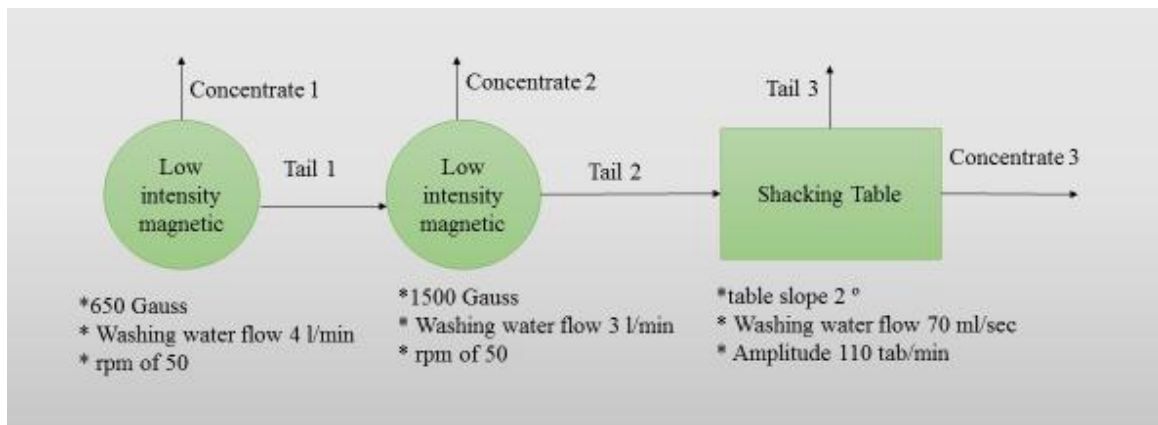 Concentrate 1
Low
intensity
magnetic
Tail 1
*650 Gauss
* Washing water flow 4 l/min
* rpm of 50
Concentrate 2
Low
intensity
magnetic
Tail 2
*1500 Gauss
* Washing water flow 3 l/min
* rpm of 50
Tail 3
Shacking Table
Concentrate 3
*table slope 2 º
* Washing water flow 70 ml/sec
* Amplitude 110 tab/min